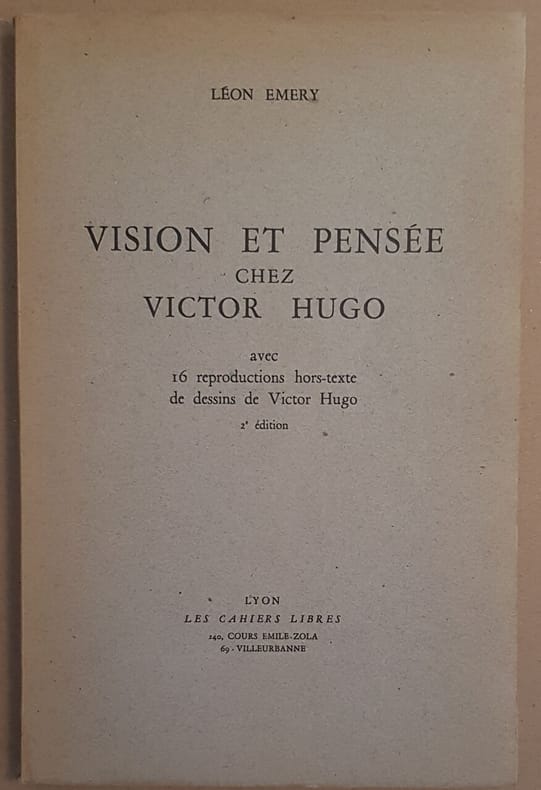 LÉON EMERY
VISION ET PENSÉE
CHEZ
VICTOR HUGO
avec
16 reproductions hors-texte
de dessins de Victor Hugo
2e édition
LYON
LES CAHIERS LIBRES
240, COURS EMILE-ZOLA
69 - VILLEURBANNE